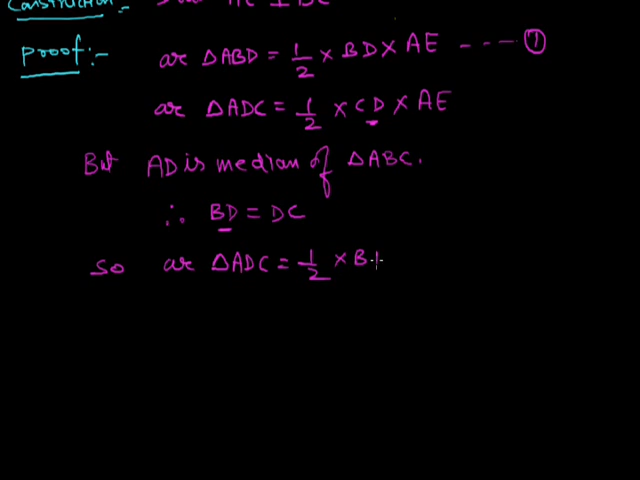 Construction:-
Proof:- ar ΔABD = 1/2 × BD × AE ---- ①
ar ΔADC = 1/2 × CD × AE
But AD is median of ΔABC.
∴ BD = DC
So ar ΔADC = 1/2 × B